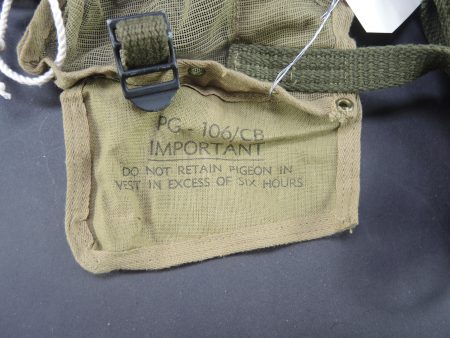 PG - 106/CB
IMPORTANT
DO NOT RETAIN PIGEON IN
VEST IN EXCESS OF SIX HOURS